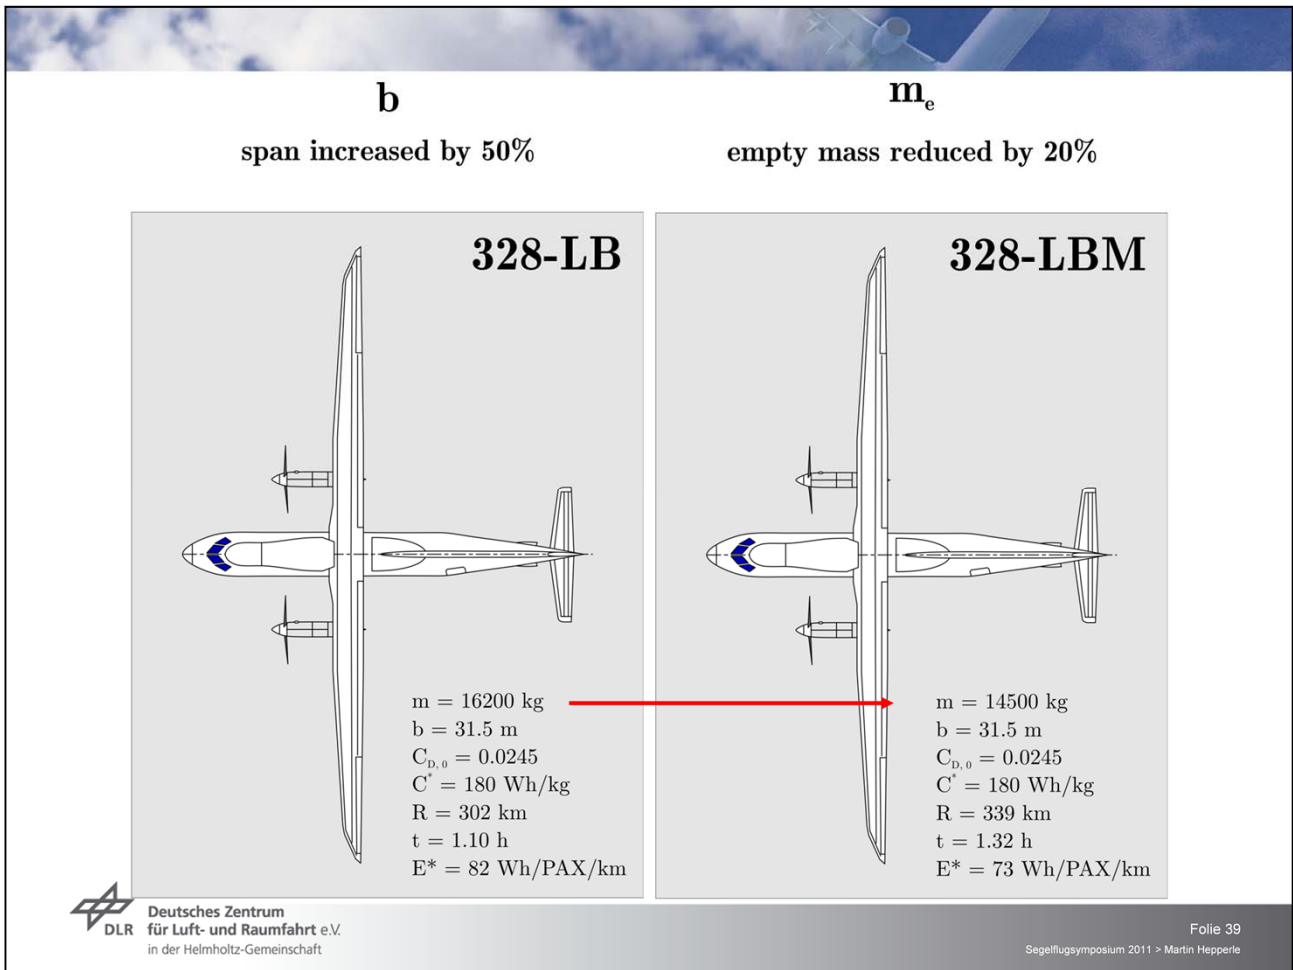 b
span increased by 50%
m_e
empty mass reduced by 20%
328-LB
m = 16200 kg
b = 31.5 m
C_D,0 = 0.0245
C* = 180 Wh/kg
R = 302 km
t = 1.10 h
E* = 82 Wh/PAX/km
328-LBM
m = 14500 kg
b = 31.5 m
C_D,0 = 0.0245
C* = 180 Wh/kg
R = 339 km
t = 1.32 h
E* = 73 Wh/PAX/km
DLR
Deutsches Zentrum
für Luft- und Raumfahrt e.V.
in der Helmholtz-Gemeinschaft
Folie 39
Segelflugsymposium 2011 > Martin Hepperle